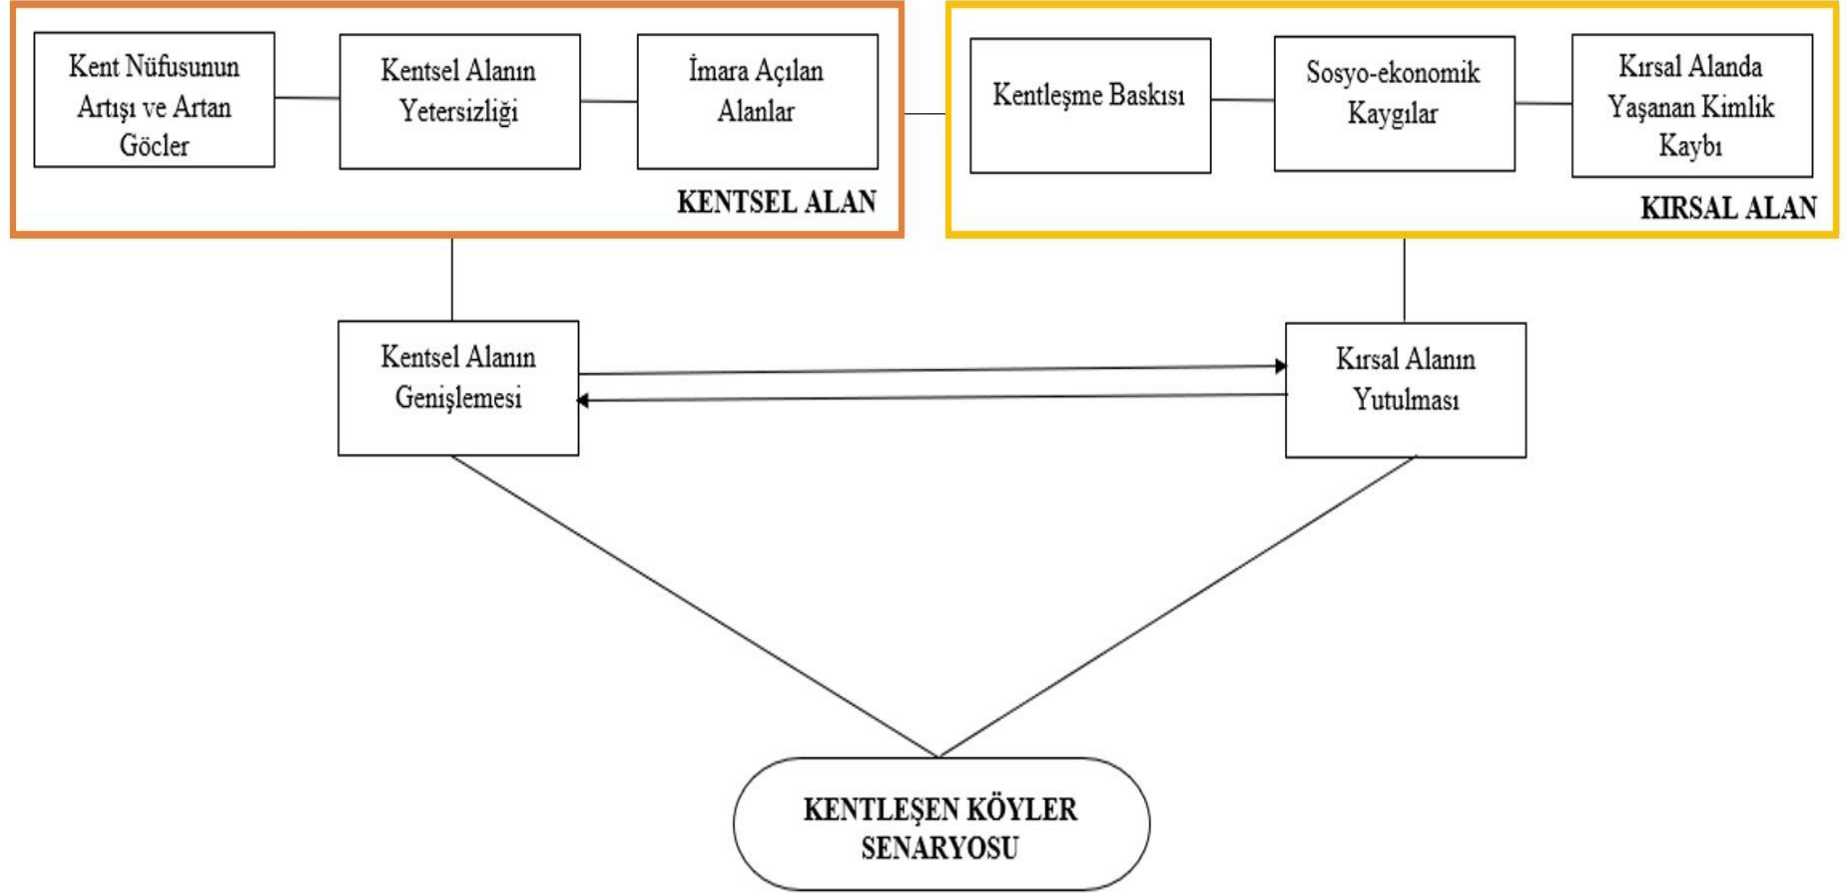 Kent Nüfusunun
Artışı ve Artan
Göcler
Kentsel Alanın
Yetersizliği
İmara Açılan
Alanlar
KENTSEL ALAN
Kentleşme Baskısı
Sosyo-ekonomik
Kaygılar
Kırsal Alanda
Yaşanan Kimlik
Kaybı
KIRSAL ALAN
Kentsel Alanın
Genişlemesi
Kırsal Alanın
Yutulması
KENTLEŞEN KÖYLER
SENARYOSU